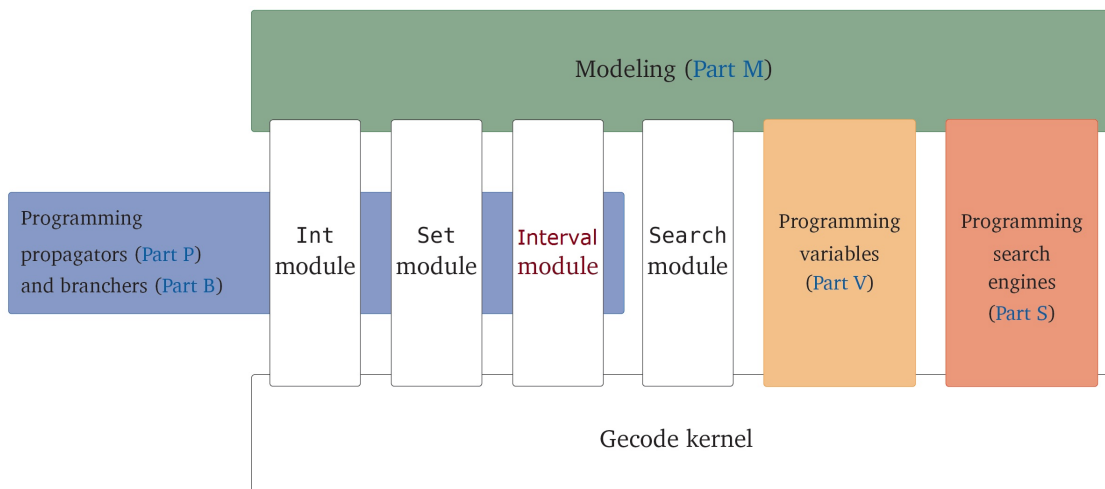 Modeling (Part M)
Programming
propagators (Part P)
and branchers (Part B)
Int
module
Set
module
Interval
module
Search
module
Programming
variables
(Part V)
Programming
search
engines
(Part S)
Gecode kernel